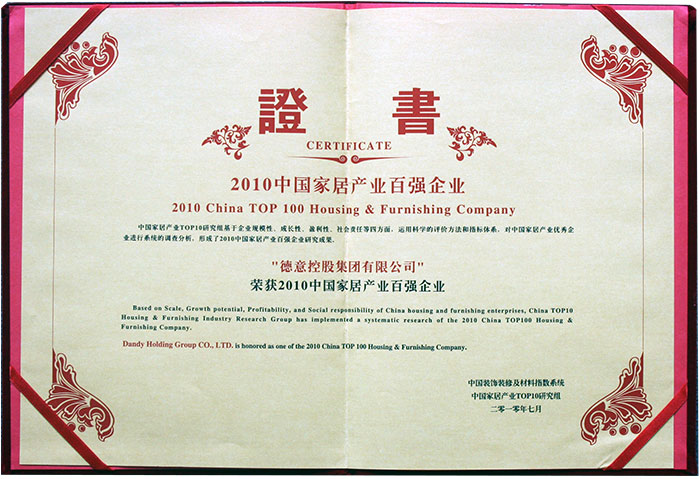 證書
CERTIFICATE
2010中国家居产业百强企业
2010 China TOP 100 Housing & Furnishing Company
中国家居产业TOP10研究组基于企业规模性、成长性、盈利性、社会责任等四方面，运用科学的评价方法和指标体系，对中国家居产业优秀企
业进行系统的调查分析，形成了2010中国家居产业百强企业研究成果。
"德意控股集团有限公司"
荣获2010中国家居产业百强企业
Based on Scale, Growth potential, Profitability, and Social responsibility of China housing and furnishing enterprises, China TOP10
Housing & Furnishing Industry Research Group has implemented a systematic research of the 2010 China TOP100 Housing &
Furnishing Company.
Dandy Holding Group CO., LTD. is honored as one of the 2010 China TOP 100 Housing & Furnishing Company.
中国装饰装修及材料指数系统
中国家居产业TOP10研究组
二〇一〇年七月